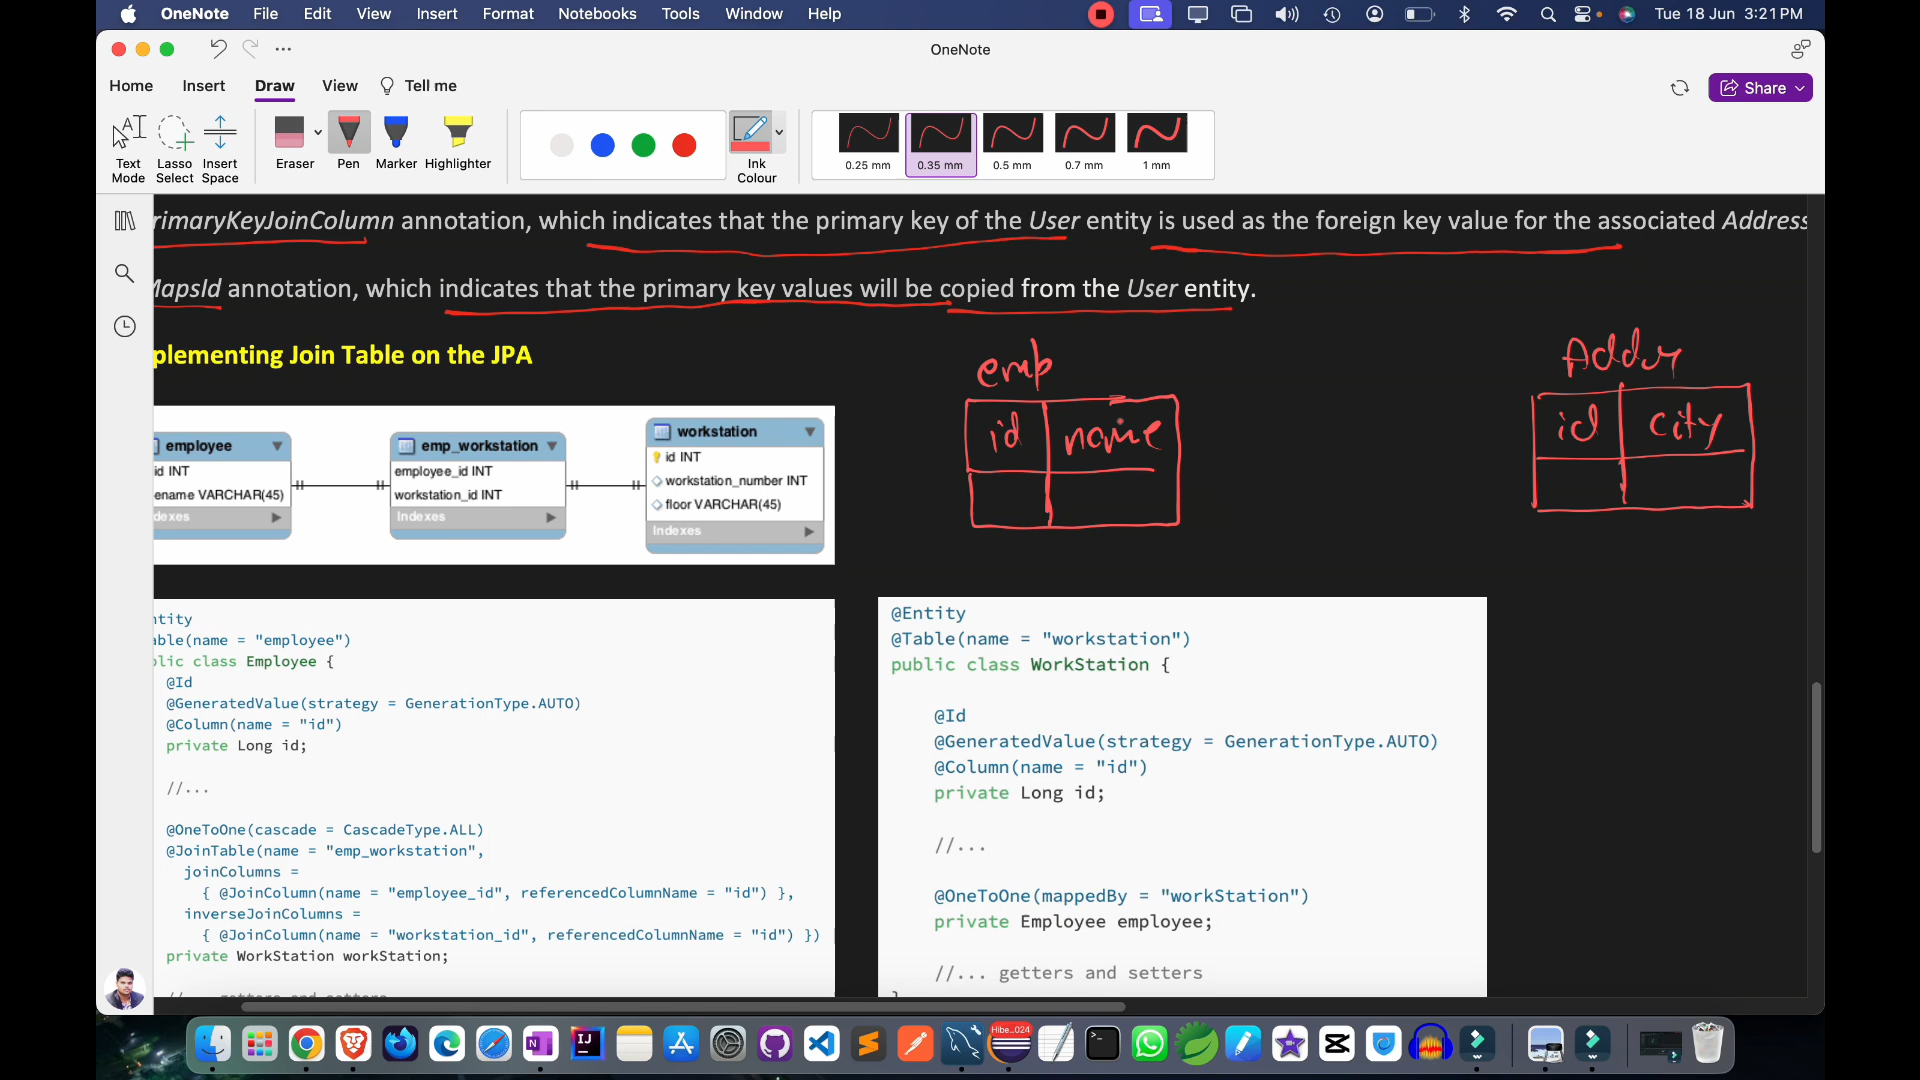 OneNote File Edit View Insert Format Notebooks Tools Window Help Tue 18 Jun 3:21 PM
OneNote
Home Insert Draw View Tell me Share
Text Mode Lasso Select Insert Space Eraser Pen Marker Highlighter Ink Colour 0.25 mm 0.35 mm 0.5 mm 0.7 mm 1 mm
rimaryKeyJoinColumn annotation, which indicates that the primary key of the User entity is used as the foreign key value for the associated Address
MapsId annotation, which indicates that the primary key values will be copied from the User entity.
plementing Join Table on the JPA
emp
id name
Addr
id city
employee
id INT
ename VARCHAR(45)
dexes
emp_workstation
employee_id INT
workstation_id INT
Indexes
workstation
id INT
workstation_number INT
floor VARCHAR(45)
Indexes
ntity
able(name = "employee")
blic class Employee {
@Id
@GeneratedValue(strategy = GenerationType.AUTO)
@Column(name = "id")
private Long id;
//...
@OneToOne(cascade = CascadeType.ALL)
@JoinTable(name = "emp_workstation",
joinColumns =
{ @JoinColumn(name = "employee_id", referencedColumnName = "id") },
inverseJoinColumns =
{ @JoinColumn(name = "workstation_id", referencedColumnName = "id") })
private WorkStation workStation;
@Entity
@Table(name = "workstation")
public class WorkStation {
@Id
@GeneratedValue(strategy = GenerationType.AUTO)
@Column(name = "id")
private Long id;
//...
@OneToOne(mappedBy = "workStation")
private Employee employee;
//... getters and setters
}
Hibe_024